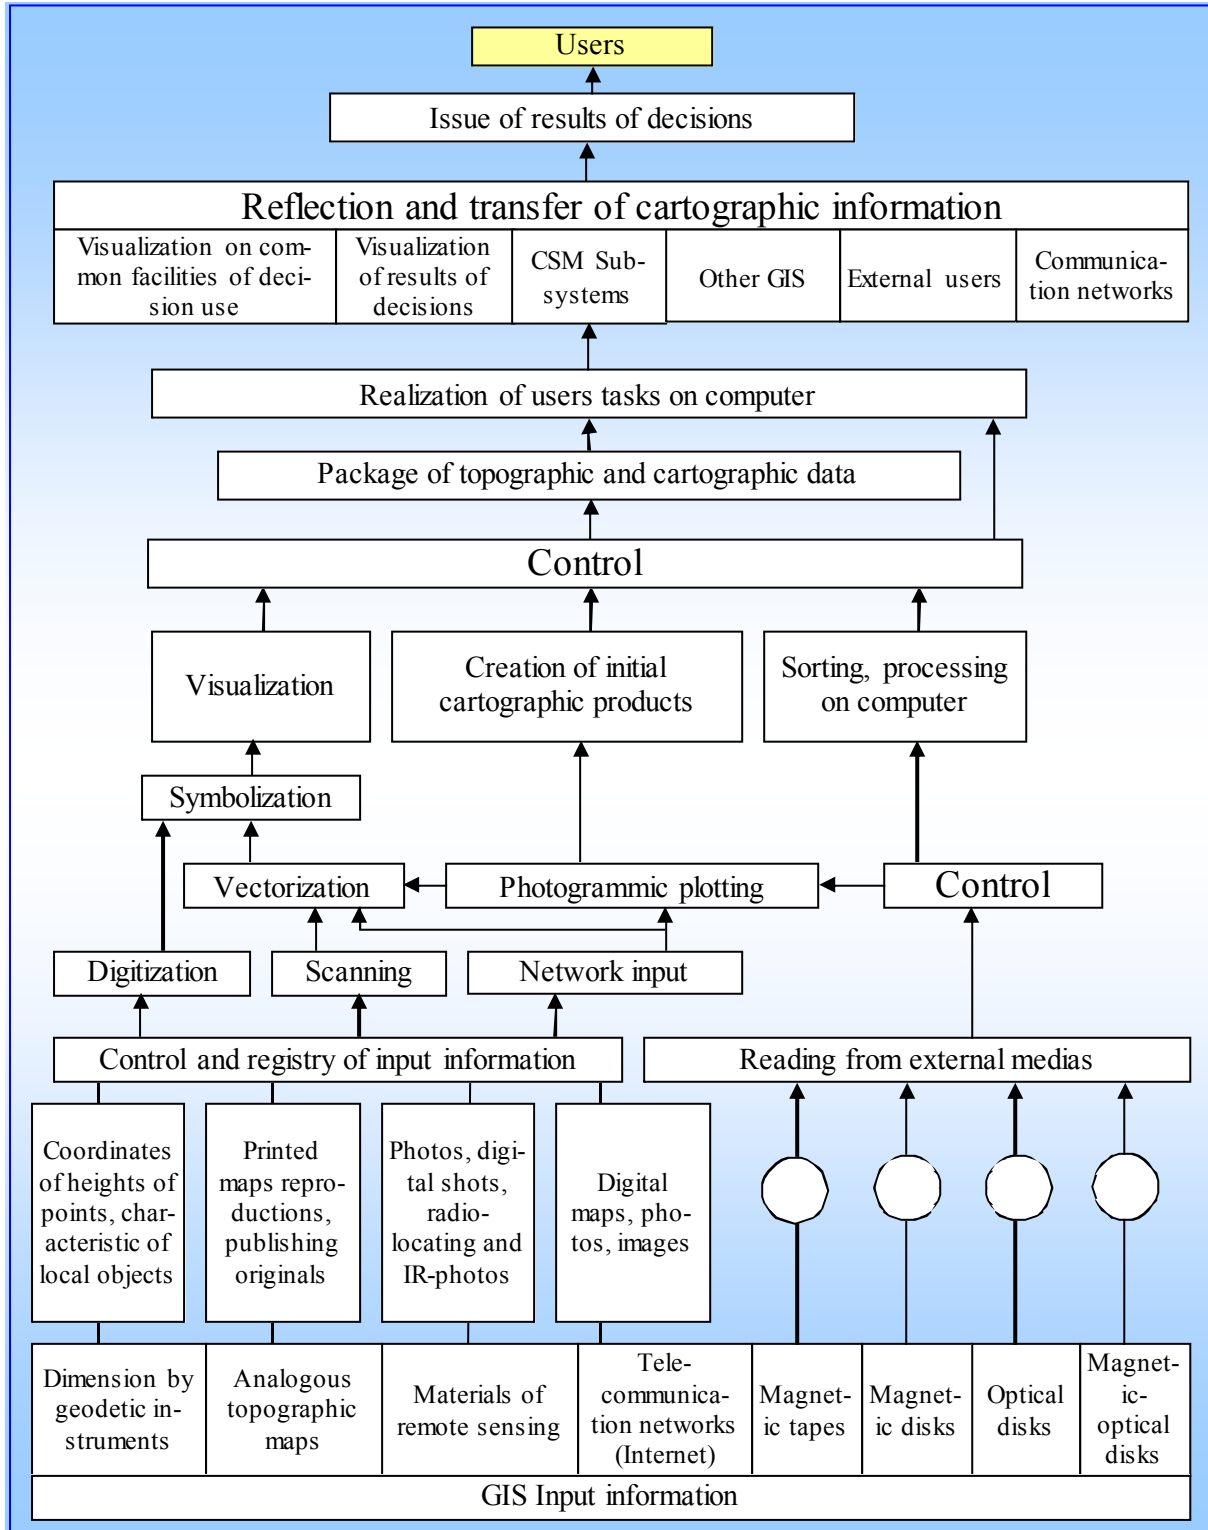 Users
Issue of results of decisions
Reflection and transfer of cartographic information
Visualization on com-
mon facilities of deci-
sion use
Visualization
of results of
decisions
CSM Sub-
systems
Other GIS
External users
Communica-
tion networks
Realization of users tasks on computer
Package of topographic and cartographic data
Control
Visualization
Creation of initial
cartographic products
Sorting, processing
on computer
Symbolization
Vectorization
Photogrammic plotting
Control
Digitization
Scanning
Network input
Control and registry of input information
Reading from external medias
Coordinates
of heights of
points, char-
acteristic of
local objects
Printed
maps repro-
ductions,
publishing
originals
Photos, digi-
tal shots,
radio-
locating and
IR-photos
Digital
maps, pho-
tos, images
Dimension by
geodetic in-
struments
Analogous
topographic
maps
Materials of
remote sensing
Tele-
communica-
tion networks
(Internet)
Magnet-
ic tapes
Magnet-
ic disks
Optical
disks
Magnet-
ic-
optical
disks
GIS Input information